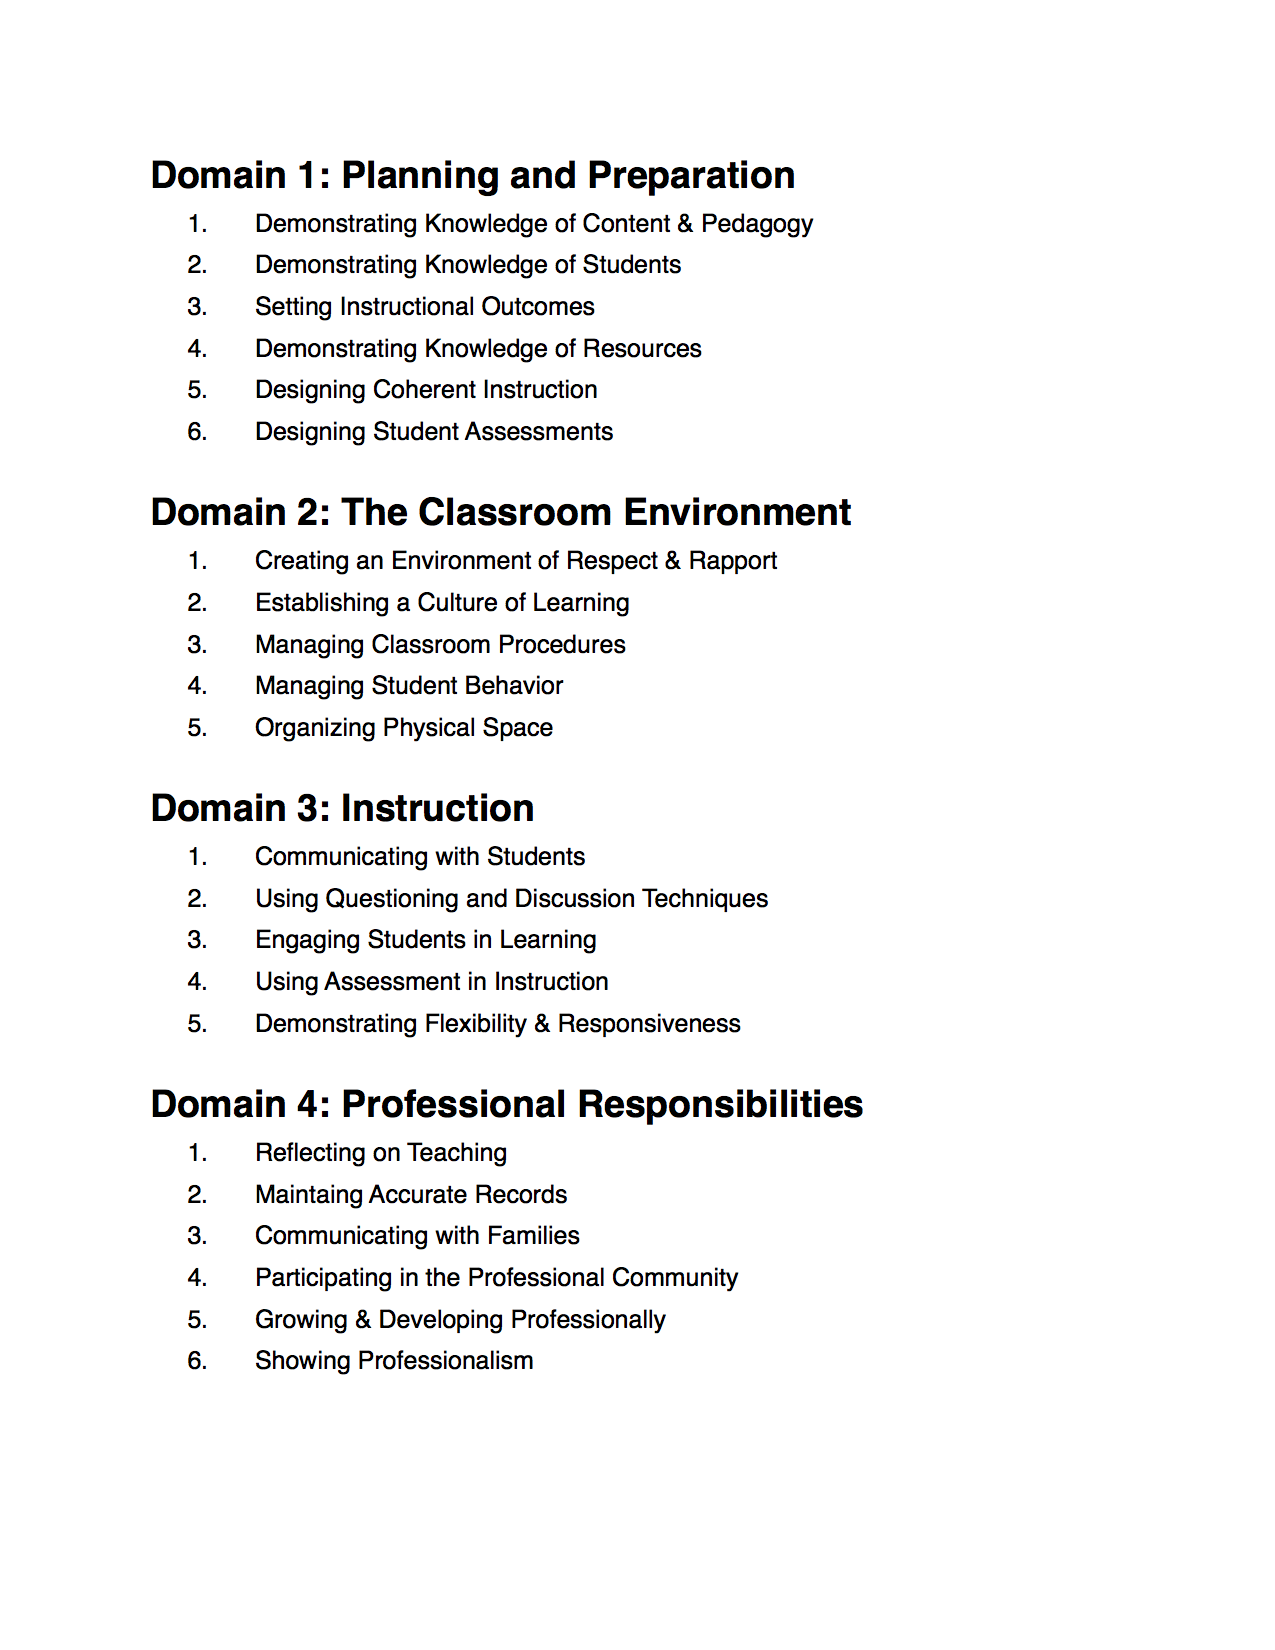 Domain 1: Planning and Preparation
1. Demonstrating Knowledge of Content & Pedagogy
2. Demonstrating Knowledge of Students
3. Setting Instructional Outcomes
4. Demonstrating Knowledge of Resources
5. Designing Coherent Instruction
6. Designing Student Assessments
Domain 2: The Classroom Environment
1. Creating an Environment of Respect & Rapport
2. Establishing a Culture of Learning
3. Managing Classroom Procedures
4. Managing Student Behavior
5. Organizing Physical Space
Domain 3: Instruction
1. Communicating with Students
2. Using Questioning and Discussion Techniques
3. Engaging Students in Learning
4. Using Assessment in Instruction
5. Demonstrating Flexibility & Responsiveness
Domain 4: Professional Responsibilities
1. Reflecting on Teaching
2. Maintaing Accurate Records
3. Communicating with Families
4. Participating in the Professional Community
5. Growing & Developing Professionally
6. Showing Professionalism